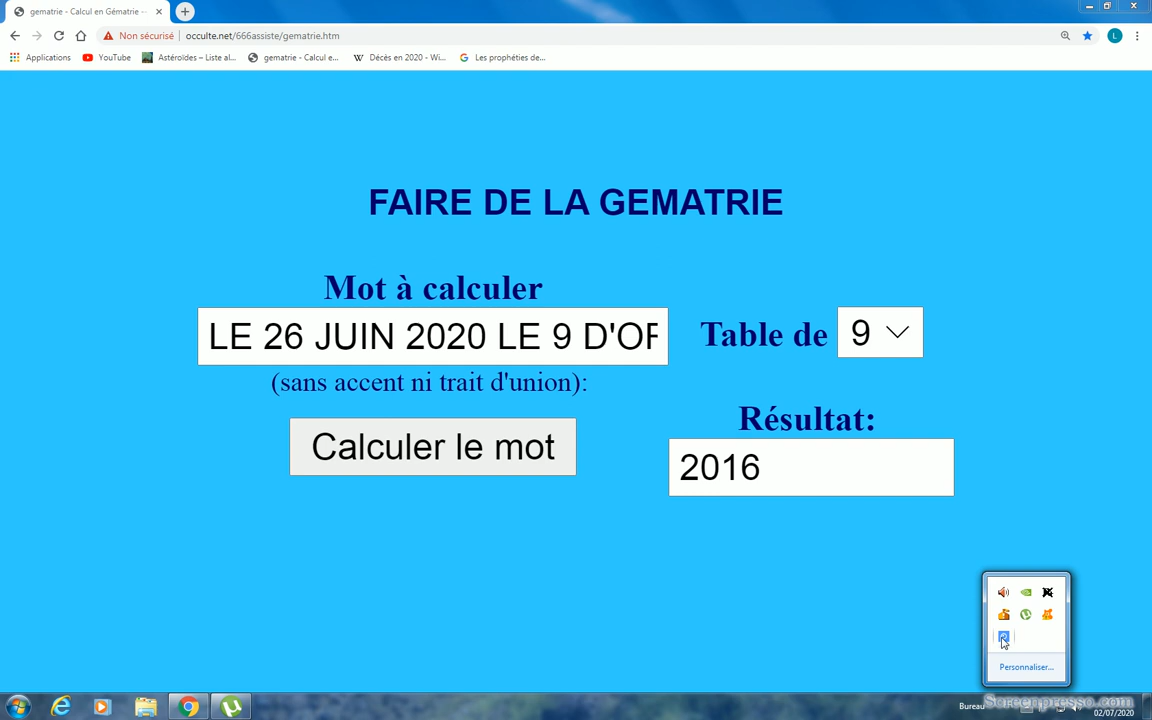 gematrie - Calcul en Gématrie -
Non sécurisé | occulte.net/666assiste/gematrie.htm
L
Applications YouTube Astéroïdes – Liste al... gematrie - Calcul e... Décès en 2020 - Wi... Les prophéties de...
FAIRE DE LA GEMATRIE
Mot à calculer
LE 26 JUIN 2020 LE 9 D'OF
Table de 9
(sans accent ni trait d'union):
Résultat:
Calculer le mot
2016
Personnaliser...
Bureau
Screenpresso.com
02/07/2020